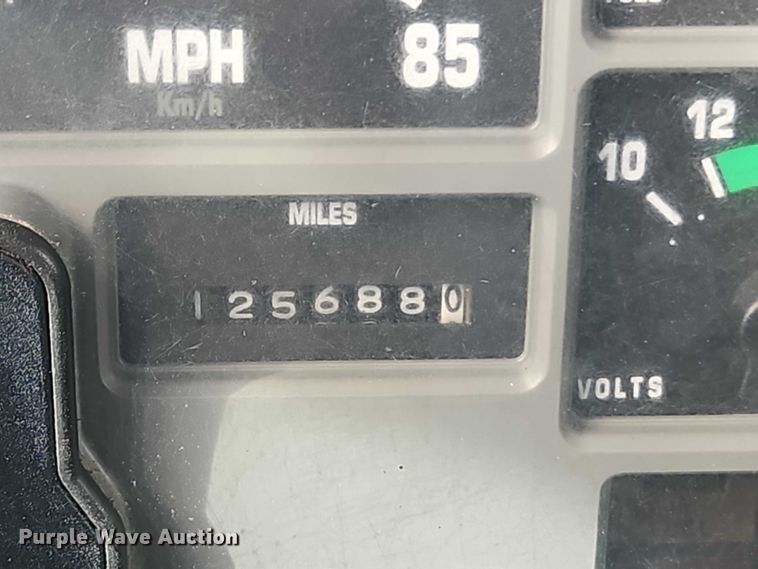 MPH
Km/h
85
12
10
MILES
1256880
VOLTS
Purple Wave Auction